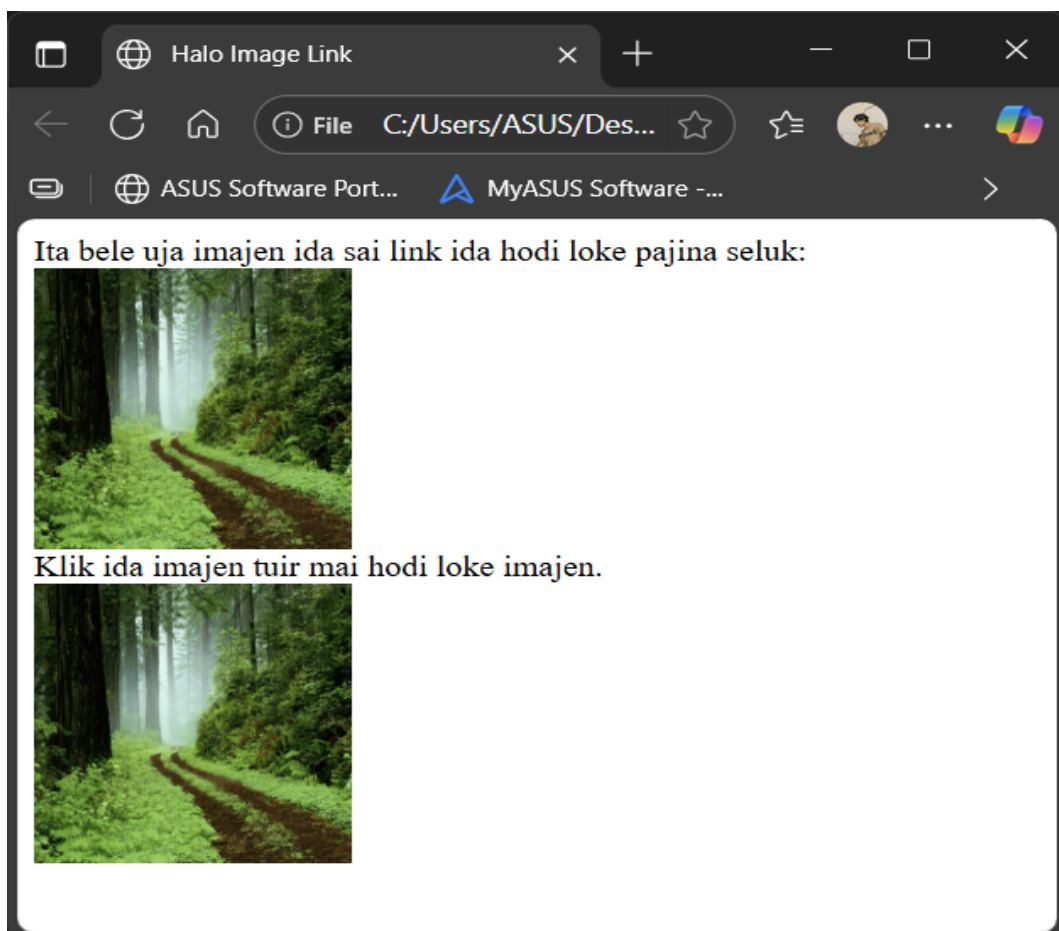 Halo Image Link
File C:/Users/ASUS/Des...
ASUS Software Port... MyASUS Software -...
Ita bele uja imajen ida sai link ida hodi loke pajina seluk:
Klik ida imajen tuir mai hodi loke imajen.